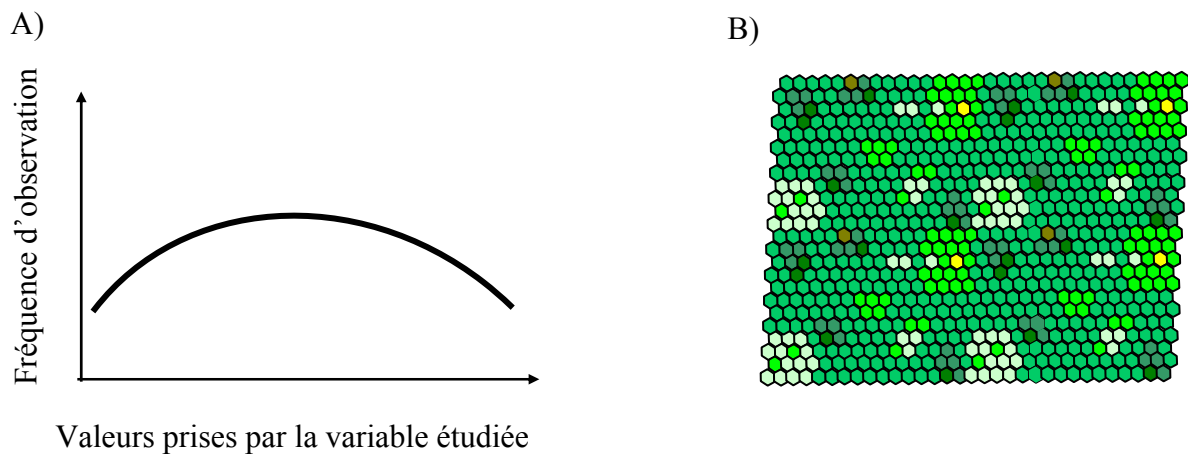 A)
B)
Fréquence d’observation
Valeurs prises par la variable étudiée